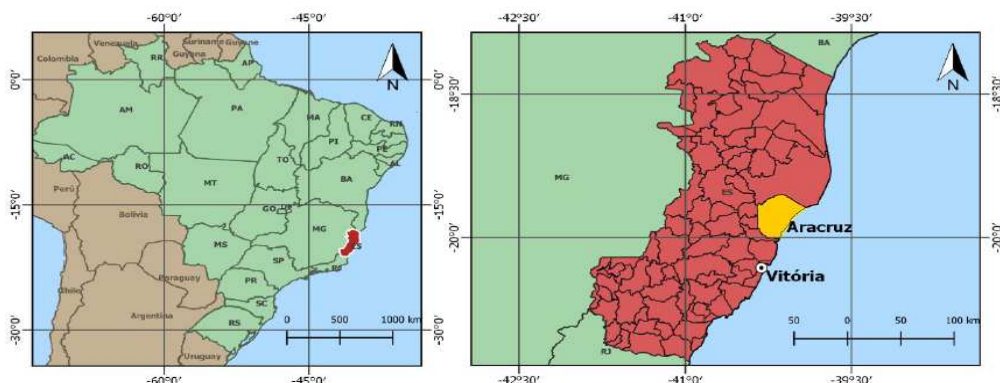 -60°0' -45°0'
Venezuela Suriname Guyane
Colombia Guyana
RR AP
0°0' 0°0'
N
AM PA MA CE RN
PI PE
AC RO TO AL
BA
MT
Perú
-15°0' -15°0'
Bolivia GO DF
MG
MS ES
SP
Paraguay RJ
PR
Chile
SC
Argentina
RS
0 500 1000 km
-30°0' -30°0'
Uruguay
-60°0' -45°0'
-42°30' -41°0' -39°30'
BA
N
-18°30' -18°30'
MG ES
Aracruz
-20°0' -20°0'
Vitória
50 0 50 100 km
RJ
-42°30' -41°0' -39°30'